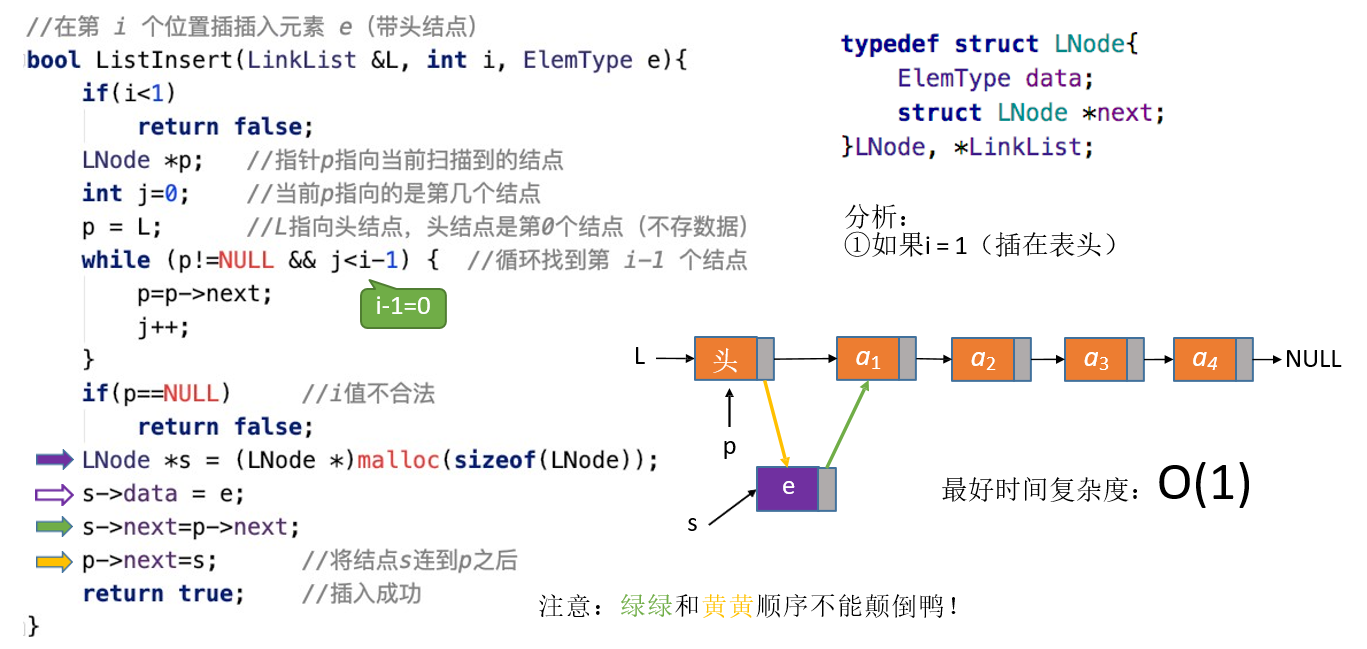 //在第 i 个位置插插入元素 e（带头结点）
bool ListInsert(LinkList &L, int i, ElemType e){
if(i<1)
return false;
LNode *p; //指针p指向当前扫描到的结点
int j=0; //当前p指向的是第几个结点
p = L; //L指向头结点，头结点是第0个结点（不存数据）
while (p!=NULL && j<i-1) { //循环找到第 i-1 个结点
i-1=0
p=p->next;
j++;
}
if(p==NULL) //i值不合法
return false;
LNode *s = (LNode *)malloc(sizeof(LNode));
s->data = e;
s->next=p->next;
p->next=s; //将结点s连到p之后
return true; //插入成功
}
typedef struct LNode{
ElemType data;
struct LNode *next;
}LNode, *LinkList;
分析：
①如果i = 1（插在表头）
L 头 a1 a2 a3 a4 NULL
p
e
s
最好时间复杂度：O(1)
注意：绿绿和黄黄顺序不能颠倒鸭！